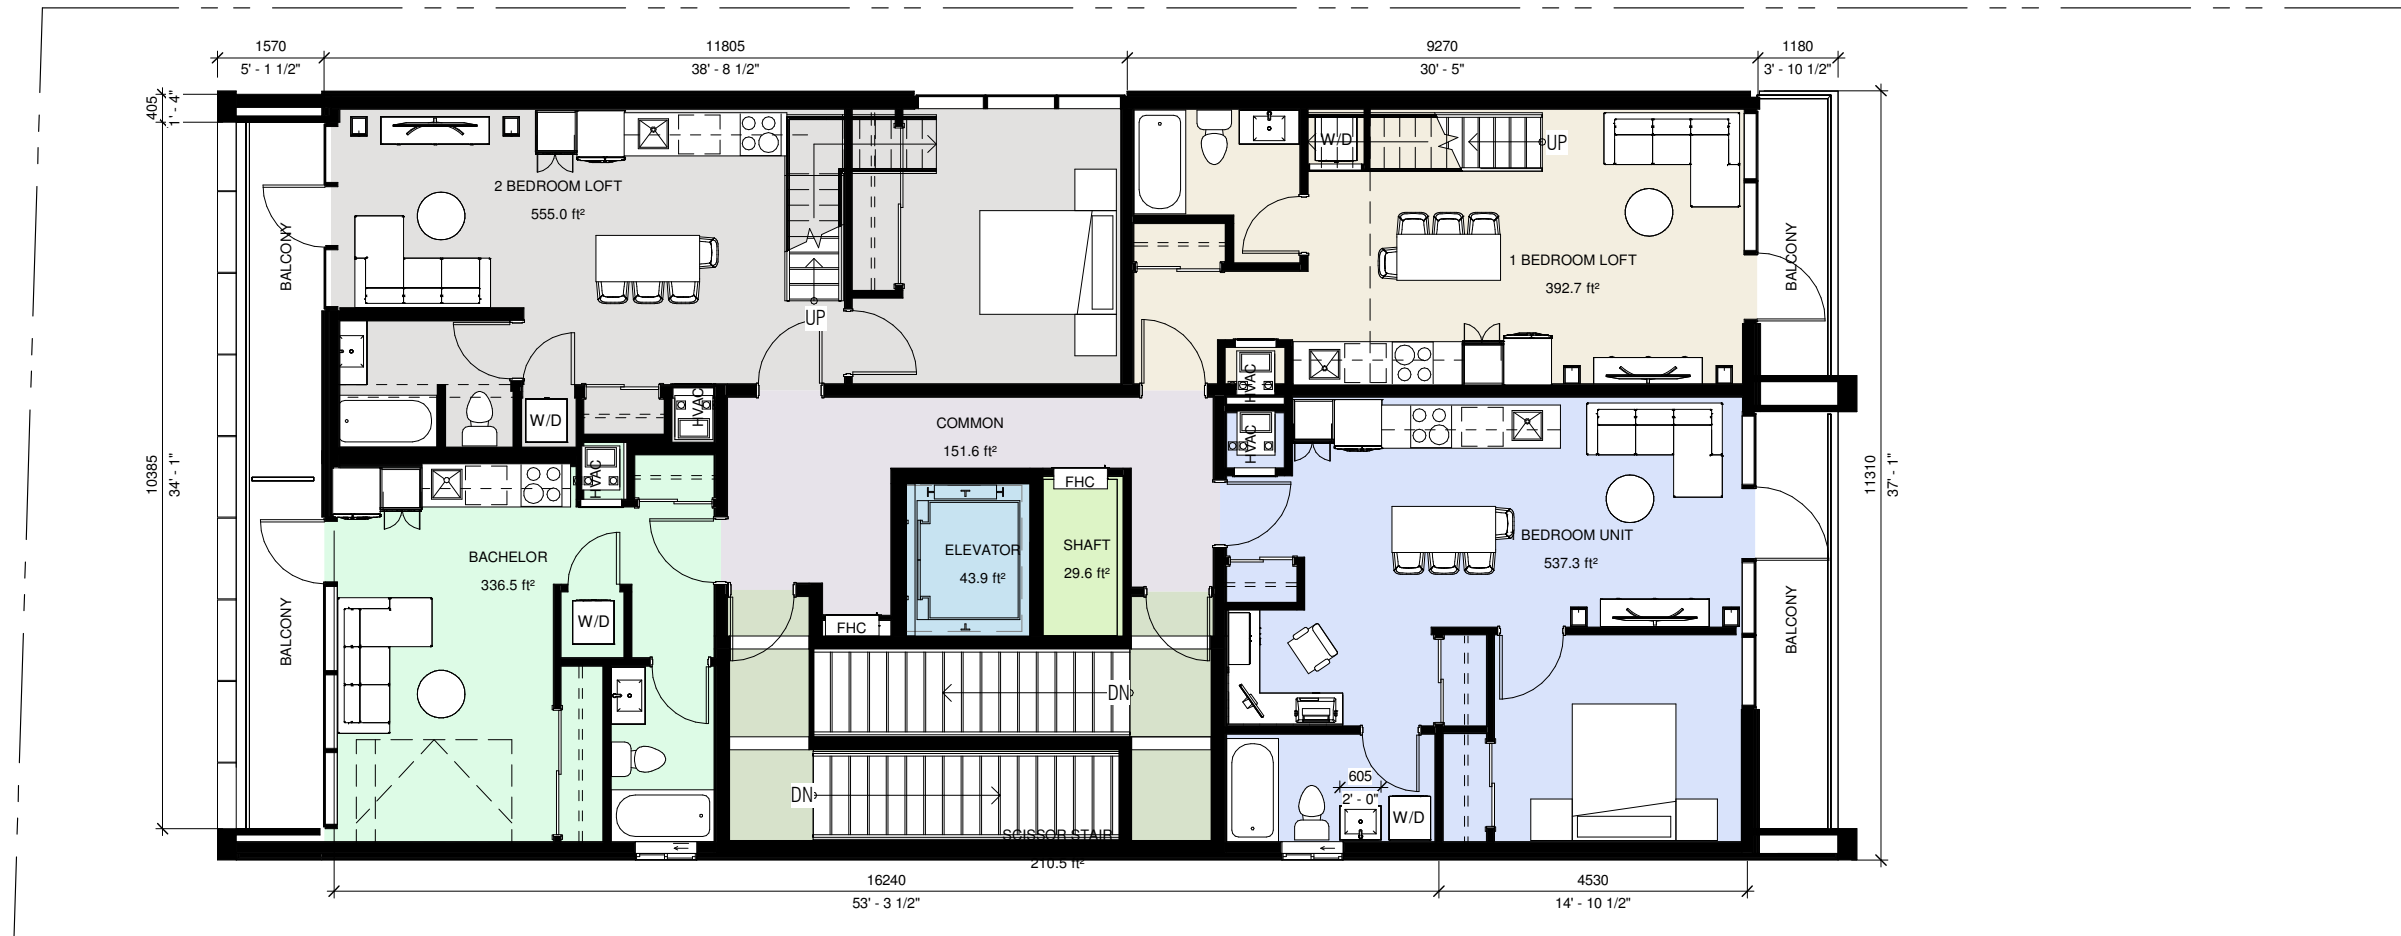 1570
5' - 1 1/2"
11805
38' - 8 1/2"
9270
30' - 5"
1180
3' - 10 1/2"
405
1' - 4"
10385
34' - 1"
11310
37' - 1"
2 BEDROOM LOFT
555.0 ft²
BALCONY
UP
W/D
HVAC
W/D
UP
1 BEDROOM LOFT
392.7 ft²
BALCONY
HVAC
COMMON
151.6 ft²
HVAC
HVAC
FHC
BACHELOR
336.5 ft²
BALCONY
W/D
ELEVATOR
43.9 ft²
SHAFT
29.6 ft²
FHC
BEDROOM UNIT
537.3 ft²
BALCONY
DN
DN
SCISSOR STAIR
210.5 ft²
605
2' - 0"
W/D
16240
53' - 3 1/2"
4530
14' - 10 1/2"